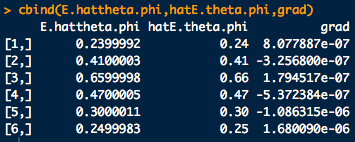 > cbind(E.hattheta.phi,hatE.theta.phi,grad)
E.hattheta.phi hatE.theta.phi grad
[1,] 0.2399992 0.24 8.077887e-07
[2,] 0.4100003 0.41 -3.256800e-07
[3,] 0.6599998 0.66 1.794517e-07
[4,] 0.4700005 0.47 -5.372384e-07
[5,] 0.3000011 0.30 -1.086315e-06
[6,] 0.2499983 0.25 1.680090e-06